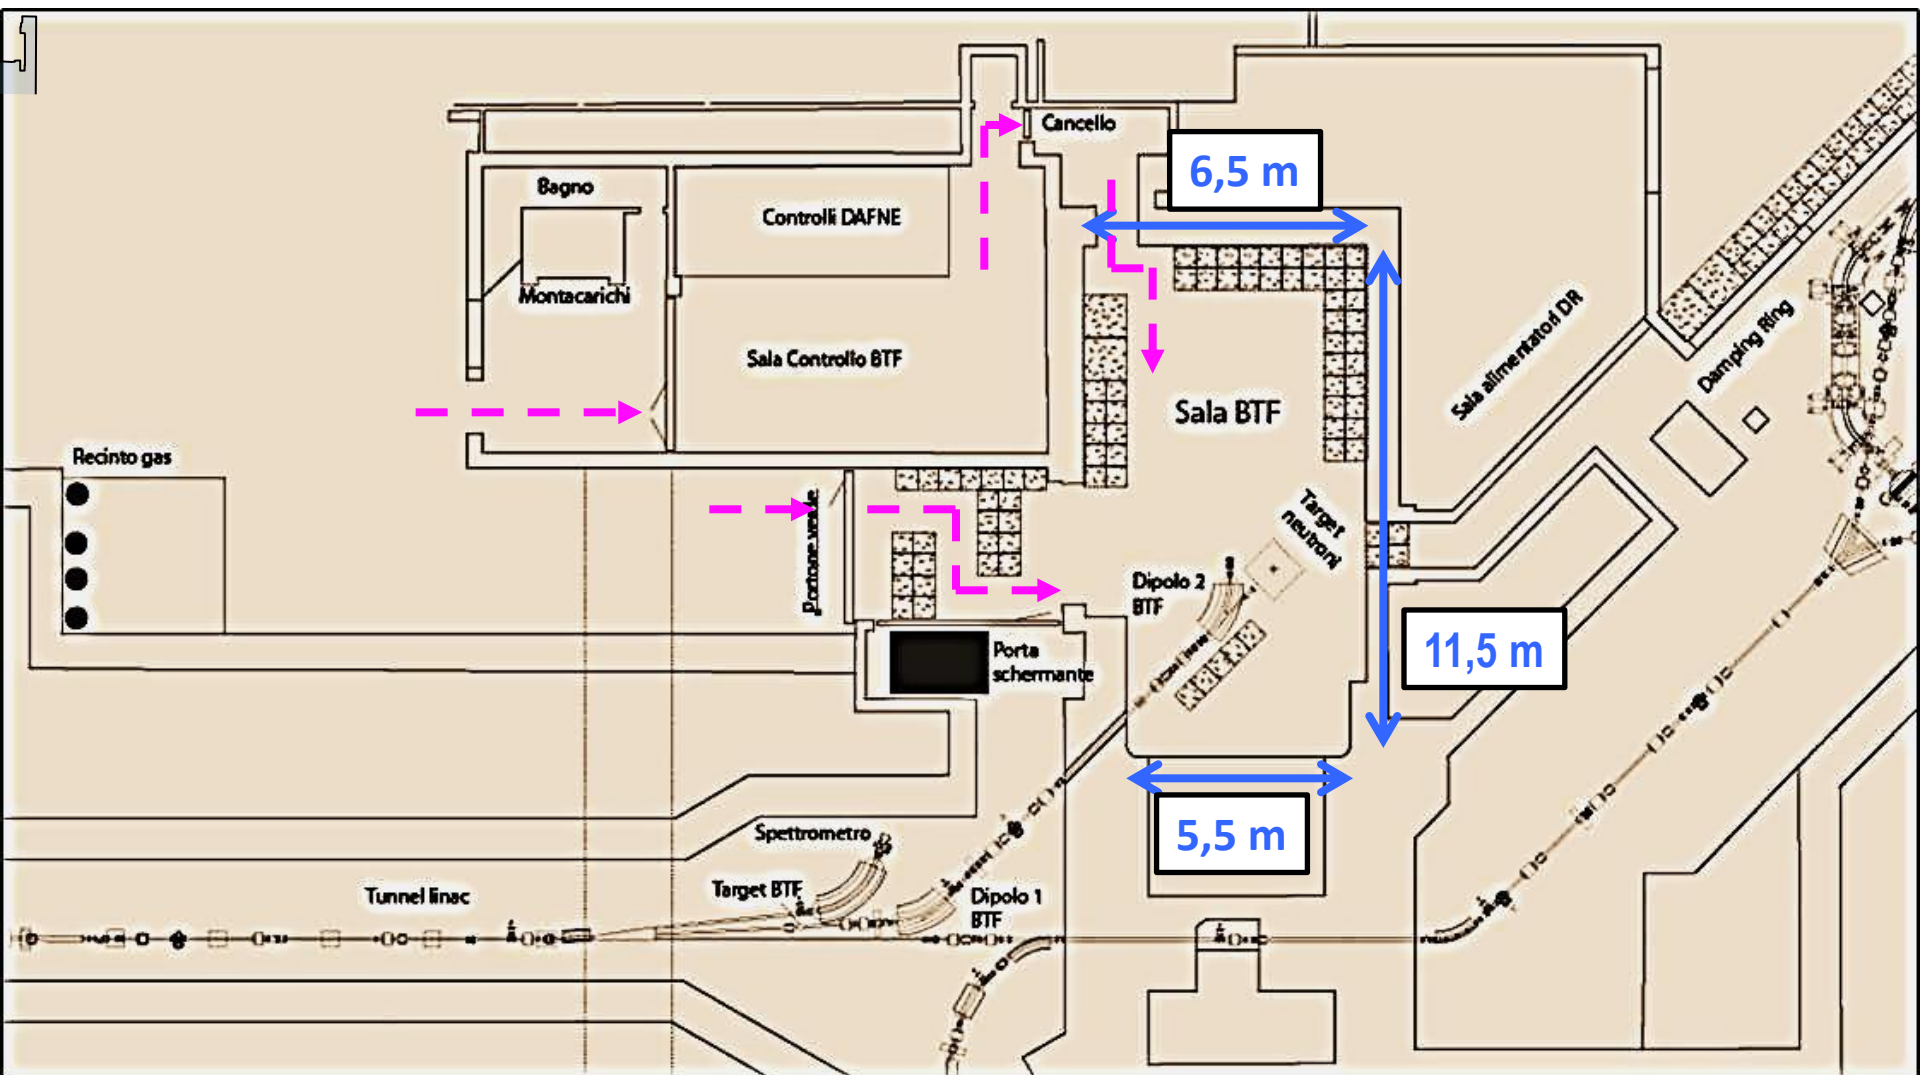 Cancello
6,5 m
Bagno
Controlli DAFNE
Montacarichi
Sala Controllo BTF
Sala BTF
Sala alimentatori DR
Damping Ring
Recinto gas
Portone verde
Target
neutroni
Dipolo 2
BTF
Porta
schermante
11,5 m
5,5 m
Spettrometro
Target BTF
Tunnel linac
Dipolo 1
BTF